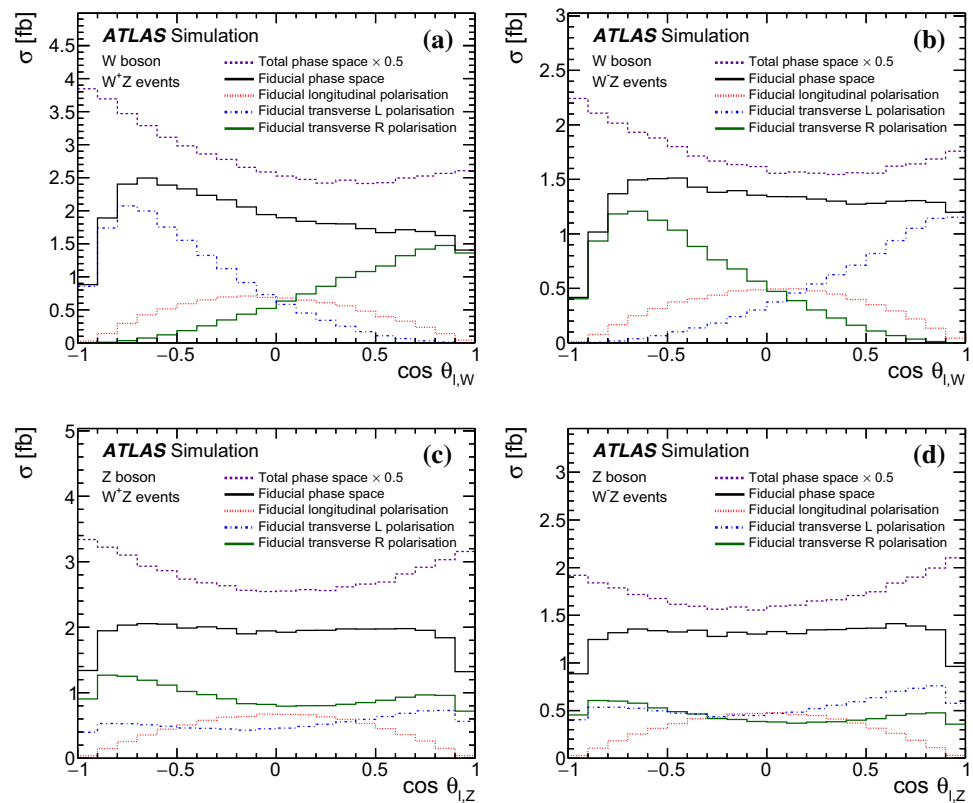 σ [fb]
ATLAS Simulation
(a)
W boson
W⁺Z events
Total phase space × 0.5
Fiducial phase space
Fiducial longitudinal polarisation
Fiducial transverse L polarisation
Fiducial transverse R polarisation
4.5
4
3.5
3
2.5
2
1.5
1
0.5
0
−1 −0.5 0 0.5 1
cos θl,W
σ [fb]
ATLAS Simulation
(b)
W boson
W⁻Z events
Total phase space × 0.5
Fiducial phase space
Fiducial longitudinal polarisation
Fiducial transverse L polarisation
Fiducial transverse R polarisation
3
2.5
2
1.5
1
0.5
0
−1 −0.5 0 0.5 1
cos θl,W
σ [fb]
ATLAS Simulation
(c)
Z boson
W⁺Z events
Total phase space × 0.5
Fiducial phase space
Fiducial longitudinal polarisation
Fiducial transverse L polarisation
Fiducial transverse R polarisation
5
4
3
2
1
0
−1 −0.5 0 0.5 1
cos θl,Z
σ [fb]
ATLAS Simulation
(d)
Z boson
W⁻Z events
Total phase space × 0.5
Fiducial phase space
Fiducial longitudinal polarisation
Fiducial transverse L polarisation
Fiducial transverse R polarisation
3
2.5
2
1.5
1
0.5
0
−1 −0.5 0 0.5 1
cos θl,Z